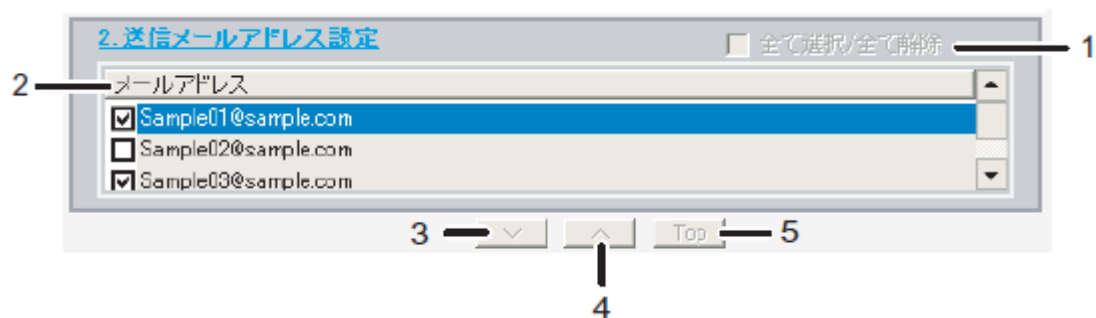 2.送信メールアドレス設定
全て選択/全て解除
1
2
メールアドレス
Sample01@sample.com
Sample02@sample.com
Sample03@sample.com
3
Top
5
4